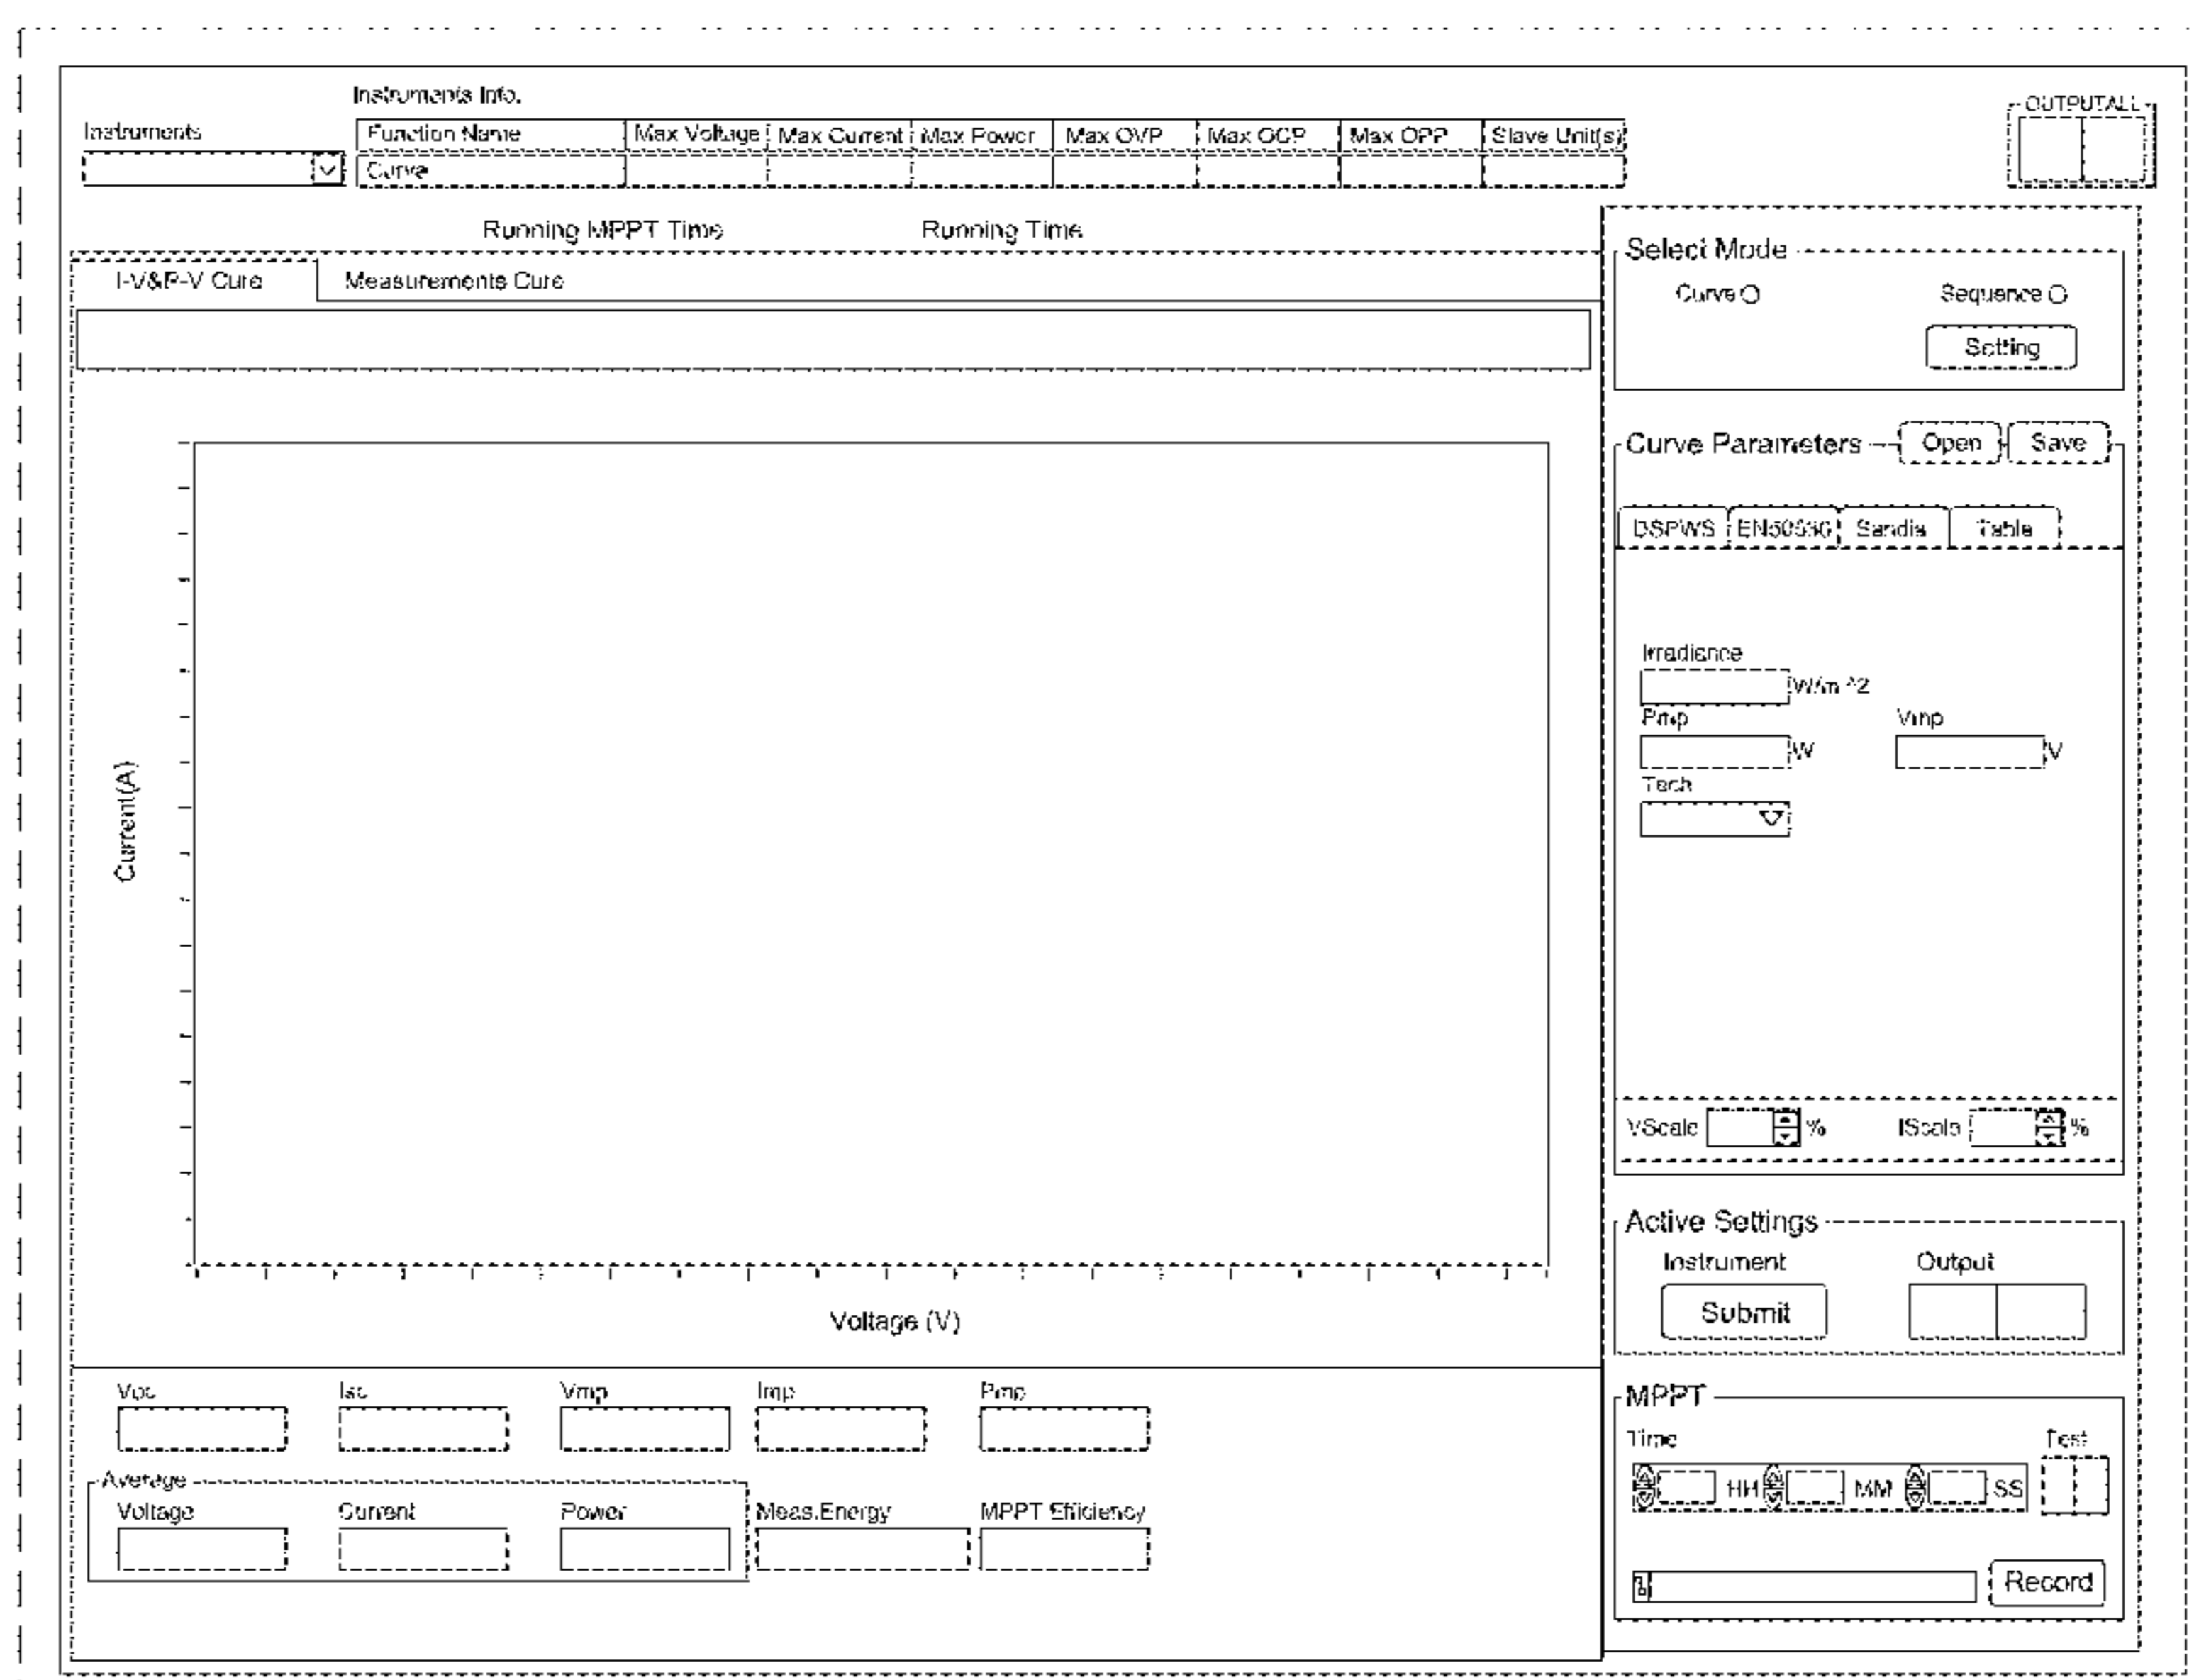 Instruments Info.
OUTPUTALL
Instruments
Function Name Max Voltage Max Current Max Power Max OVP Max OCP Max OPP Slave Unit(s)
Curve
Running MPPT Time Running Time
I-V&P-V Cure Measurements Cure
Select Mode
Curve Sequence
Setting
Curve Parameters Open Save
DSPWS EN50530 Sandia Table
Irradiance
W/m ^2
Pmp Vmp
W V
Tech
Current(A)
VScale % IScale %
Active Settings
Instrument Output
Submit
Voltage (V)
Voc Isc Vmp Imp Pmp
MPPT
Time Test
HH MM SS
Average
Voltage Current Power Meas.Energy MPPT Efficiency
Record